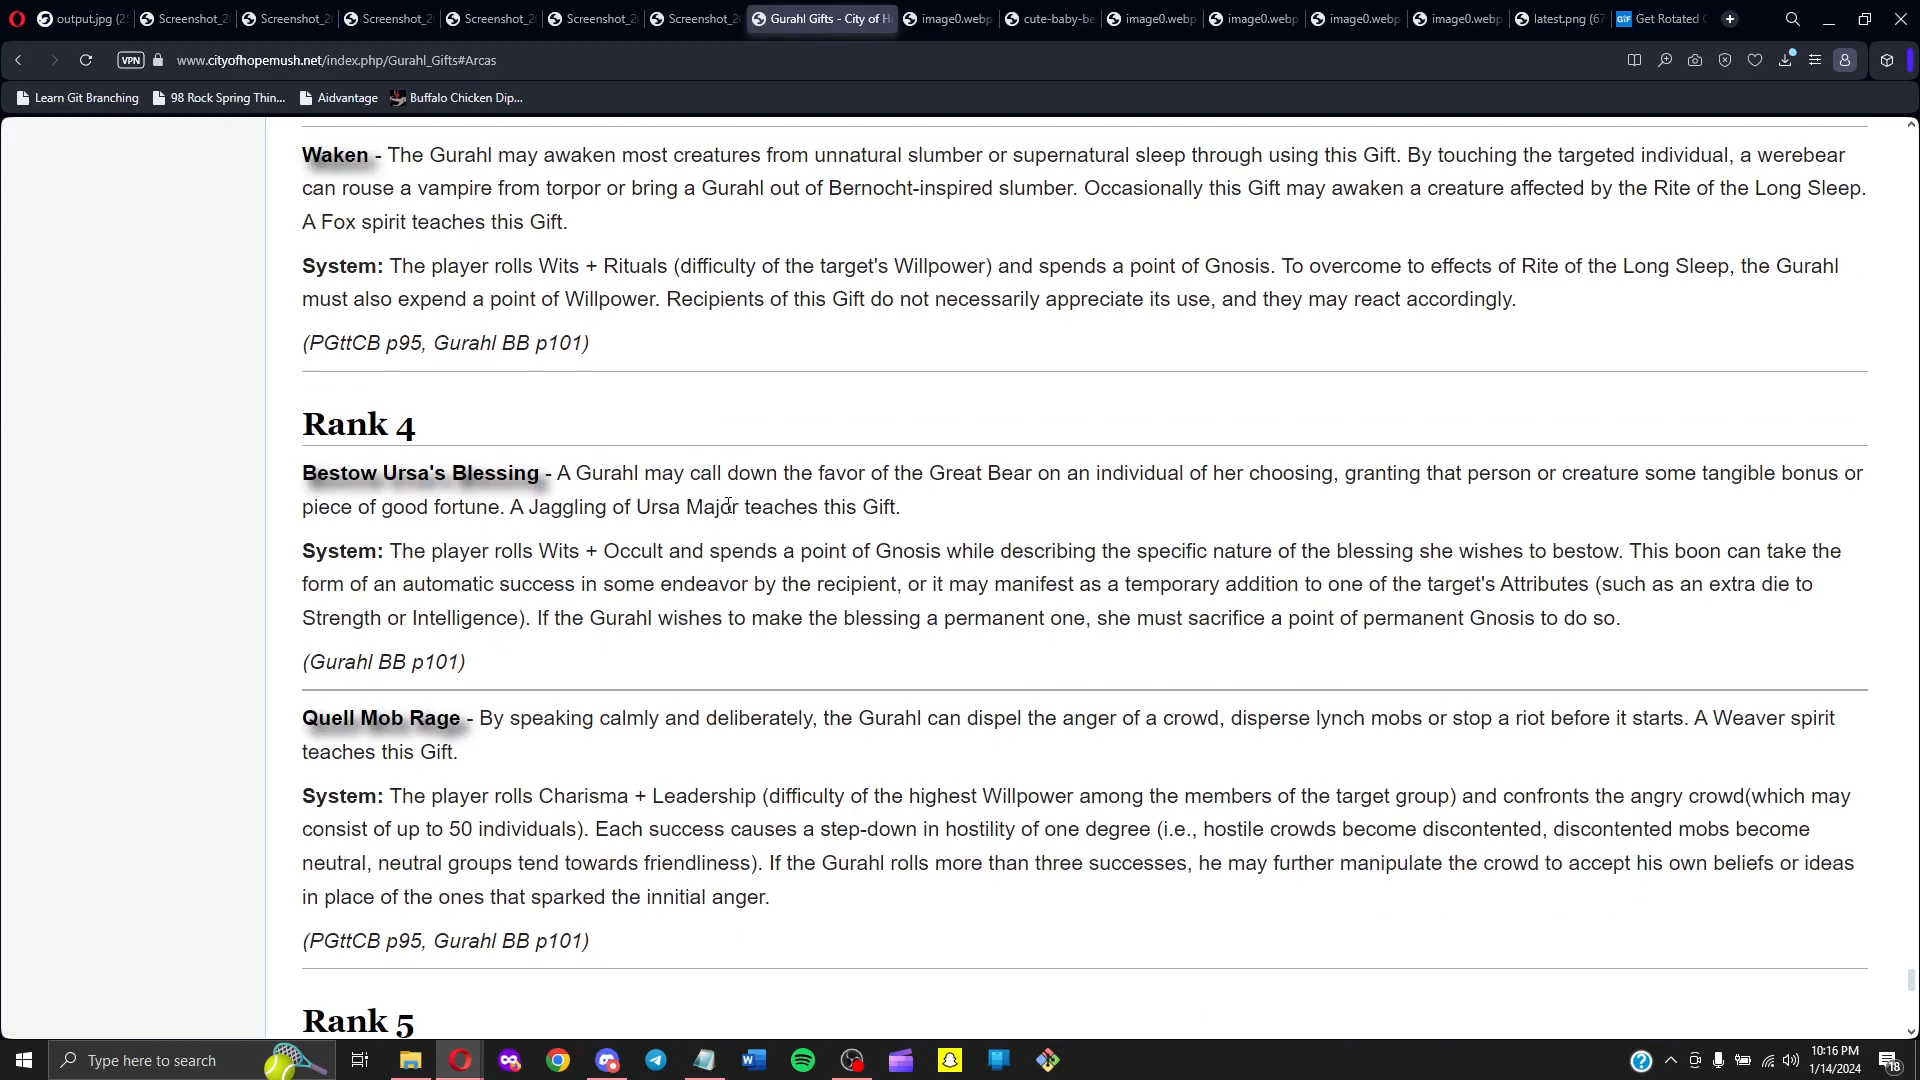 output.jpg (2
Screenshot_2
Screenshot_2
Screenshot_2
Screenshot_2
Screenshot_2
Screenshot_2
Gurahl Gifts - City of H
image0.webp
cute-baby-be
image0.webp
image0.webp
image0.webp
image0.webp
latest.png (67
GIF Get Rotated
VPN www.cityofhopemush.net/index.php/Gurahl_Gifts#Arcas
Learn Git Branching
98 Rock Spring Thin...
Aidvantage
Buffalo Chicken Dip...
Waken - The Gurahl may awaken most creatures from unnatural slumber or supernatural sleep through using this Gift. By touching the targeted individual, a werebear
can rouse a vampire from torpor or bring a Gurahl out of Bernocht-inspired slumber. Occasionally this Gift may awaken a creature affected by the Rite of the Long Sleep.
A Fox spirit teaches this Gift.
System: The player rolls Wits + Rituals (difficulty of the target's Willpower) and spends a point of Gnosis. To overcome to effects of Rite of the Long Sleep, the Gurahl
must also expend a point of Willpower. Recipients of this Gift do not necessarily appreciate its use, and they may react accordingly.
(PGttCB p95, Gurahl BB p101)
Rank 4
Bestow Ursa's Blessing - A Gurahl may call down the favor of the Great Bear on an individual of her choosing, granting that person or creature some tangible bonus or
piece of good fortune. A Jaggling of Ursa Major teaches this Gift.
System: The player rolls Wits + Occult and spends a point of Gnosis while describing the specific nature of the blessing she wishes to bestow. This boon can take the
form of an automatic success in some endeavor by the recipient, or it may manifest as a temporary addition to one of the target's Attributes (such as an extra die to
Strength or Intelligence). If the Gurahl wishes to make the blessing a permanent one, she must sacrifice a point of permanent Gnosis to do so.
(Gurahl BB p101)
Quell Mob Rage - By speaking calmly and deliberately, the Gurahl can dispel the anger of a crowd, disperse lynch mobs or stop a riot before it starts. A Weaver spirit
teaches this Gift.
System: The player rolls Charisma + Leadership (difficulty of the highest Willpower among the members of the target group) and confronts the angry crowd(which may
consist of up to 50 individuals). Each success causes a step-down in hostility of one degree (i.e., hostile crowds become discontented, discontented mobs become
neutral, neutral groups tend towards friendliness). If the Gurahl rolls more than three successes, he may further manipulate the crowd to accept his own beliefs or ideas
in place of the ones that sparked the innitial anger.
(PGttCB p95, Gurahl BB p101)
Rank 5
Type here to search
10:16 PM
1/14/2024
18